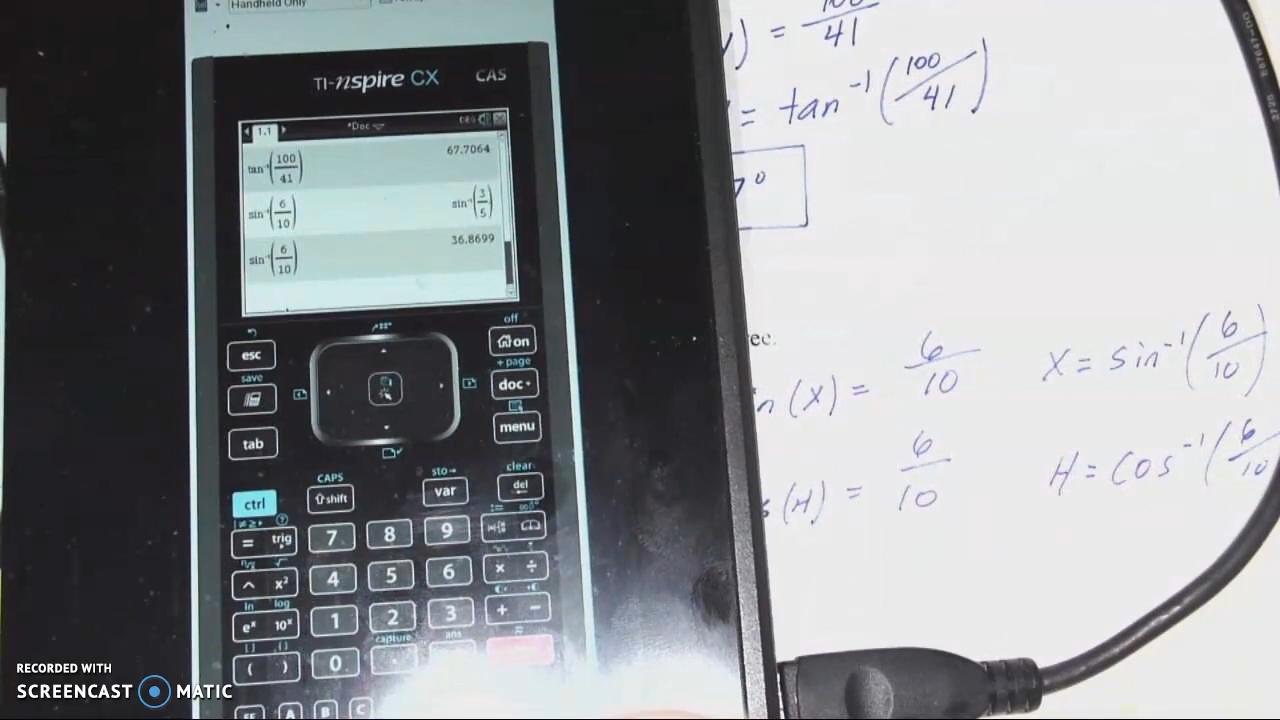 Handheld Only
TI-nspire CX CAS
1.1
*Doc
DEG
tan⁻¹(100/41) 67.7064
sin⁻¹(6/10) sin⁻¹(3/5)
sin⁻¹(6/10) 36.8699
off
esc
on
+ page
save
doc
tab
menu
CAPS
sto→
clear
ctrl
shift
var
del
= trig 7 8 9
^ x² 4 5 6 × ÷
ln log
eˣ 10ˣ 1 2 3 + −
capture ans
( ) 0
A B C
) = 100/41
= tan⁻¹(100/41)
7°
ec.
n (X) = 6/10 X = sin⁻¹(6/10)
s (H) = 6/10 H = cos⁻¹(6/10
RECORDED WITH
SCREENCAST MATIC